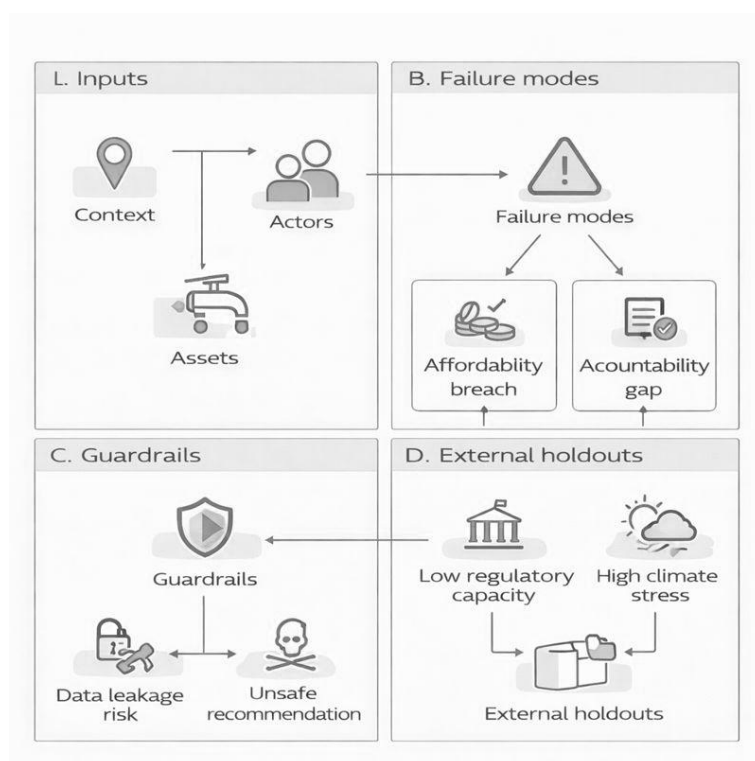 L. Inputs
Context
Actors
Assets
B. Failure modes
Failure modes
Affordablity
breach
Acountability
gap
C. Guardrails
Guardrails
Data leakage
risk
Unsafe
recommendation
D. External holdouts
Low regulatory
capacity
High climate
stress
External holdouts